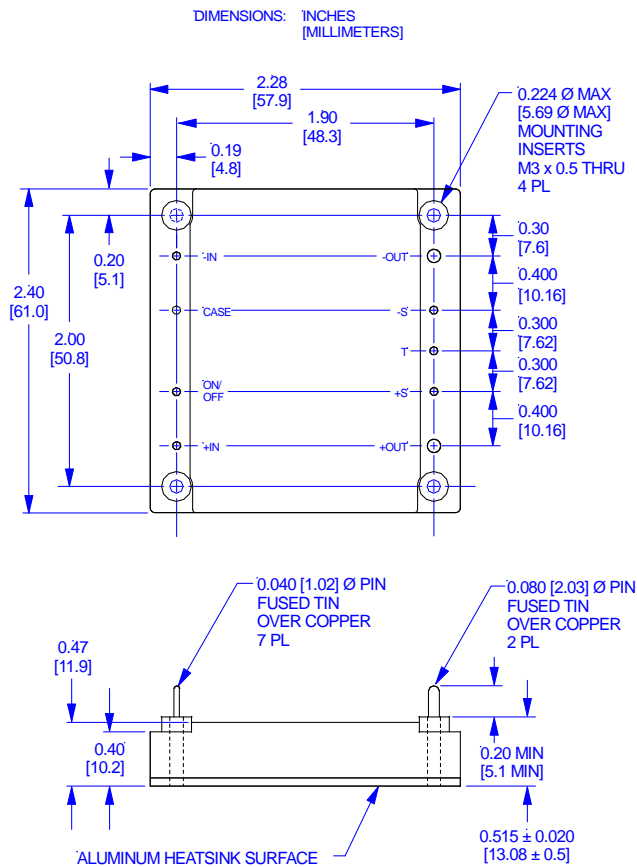 DIMENSIONS: INCHES
[MILLIMETERS]
2.28
[57.9]
1.90
[48.3]
0.19
[4.8]
0.224 Ø MAX
[5.69 Ø MAX]
MOUNTING
INSERTS
M3 x 0.5 THRU
4 PL
0.20
[5.1]
2.40
[61.0]
2.00
[50.8]
-IN
CASE
ON/
OFF
+IN
-OUT
-S
T
+S
+OUT
0.30
[7.6]
0.400
[10.16]
0.300
[7.62]
0.300
[7.62]
0.400
[10.16]
0.040 [1.02] Ø PIN
FUSED TIN
OVER COPPER
7 PL
0.080 [2.03] Ø PIN
FUSED TIN
OVER COPPER
2 PL
0.47
[11.9]
0.40
[10.2]
0.20 MIN
[5.1 MIN]
0.515 ± 0.020
[13.08 ± 0.5]
ALUMINUM HEATSINK SURFACE